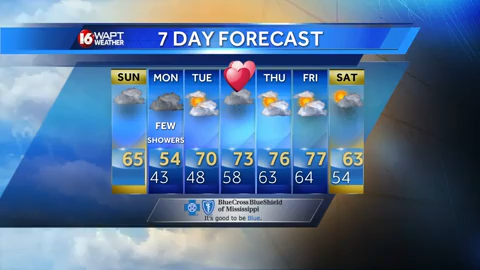 16 WAPT
WEATHER
7 DAY FORECAST
SUN MON TUE THU FRI SAT
FEW
SHOWERS
65 54 70 73 76 77 63
43 48 58 63 64 54
BlueCross BlueShield
of Mississippi
It's good to be Blue.